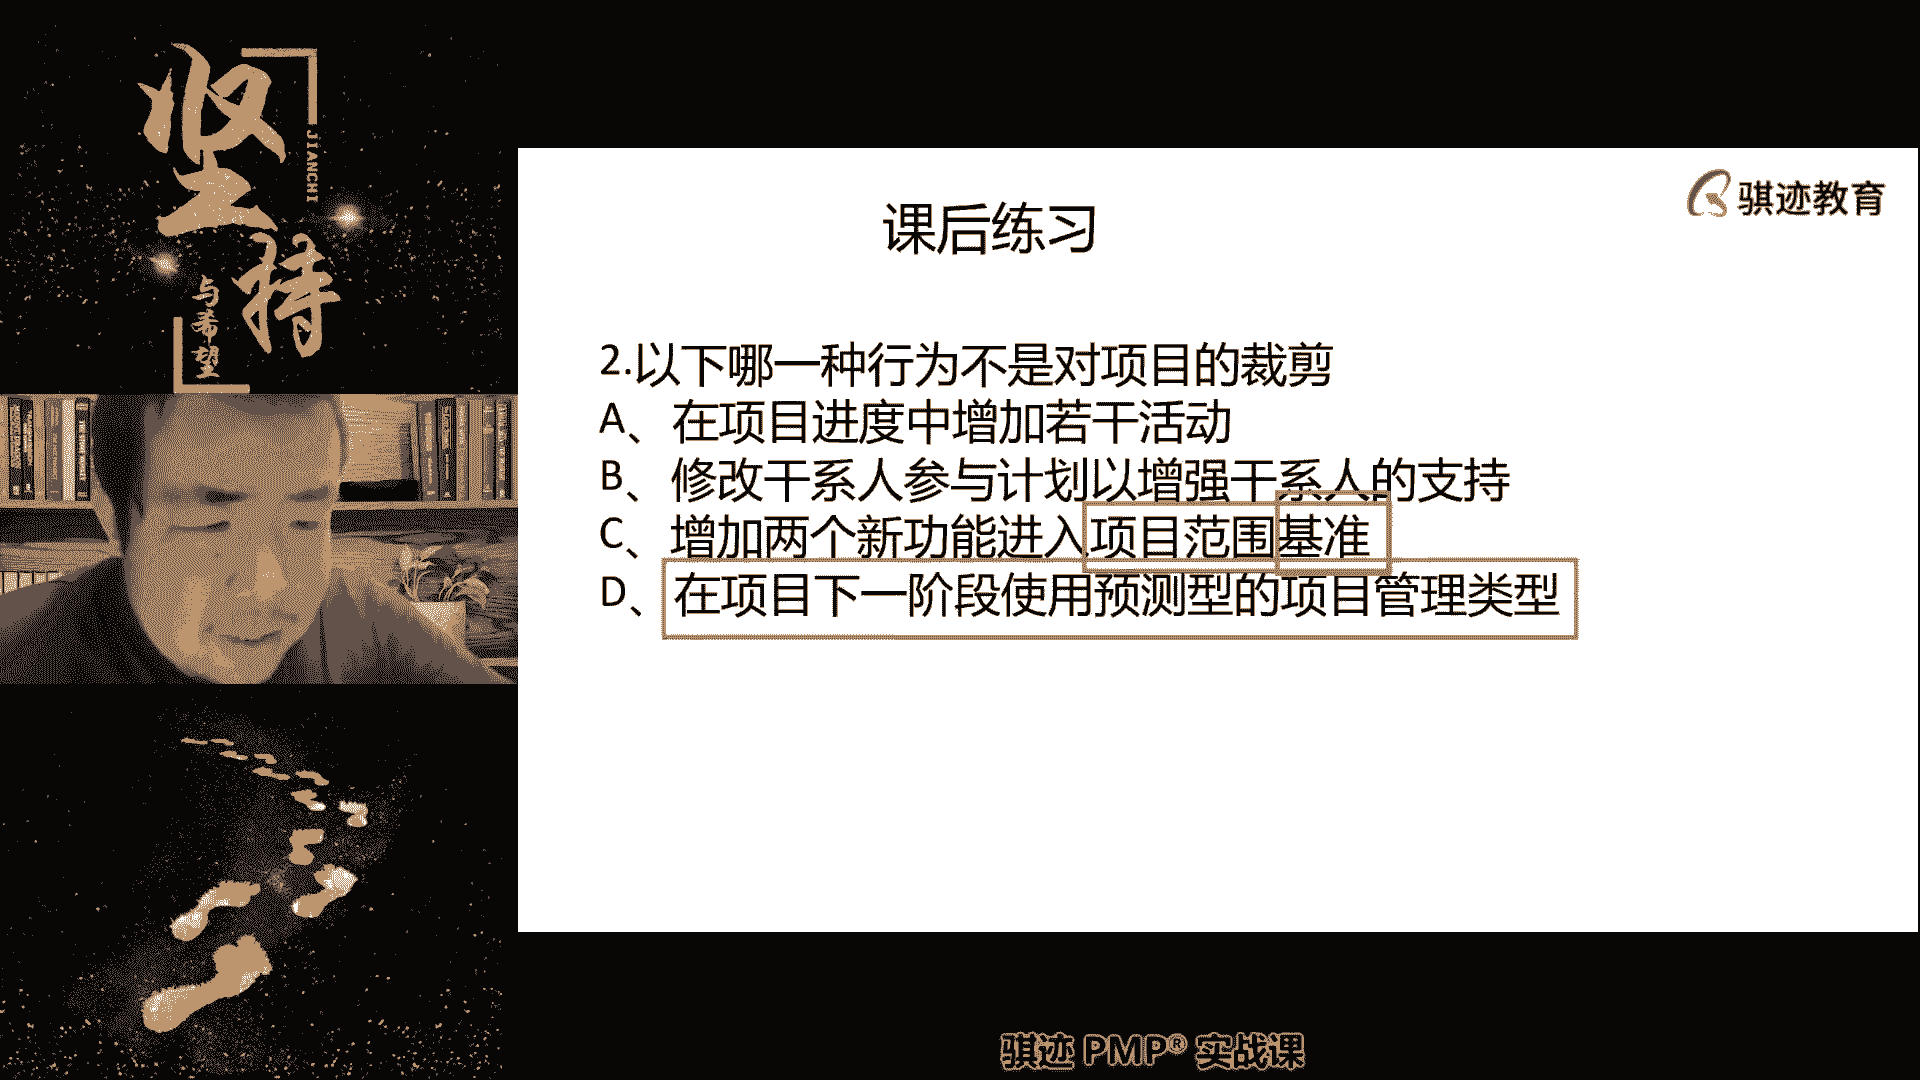 坚持
JIANCHI
与希望
骐迹教育
课后练习
2.以下哪一种行为不是对项目的裁剪
A、在项目进度中增加若干活动
B、修改干系人参与计划以增强干系人的支持
C、增加两个新功能进入项目范围基准
D、在项目下一阶段使用预测型的项目管理类型
骐迹 PMP® 实战课